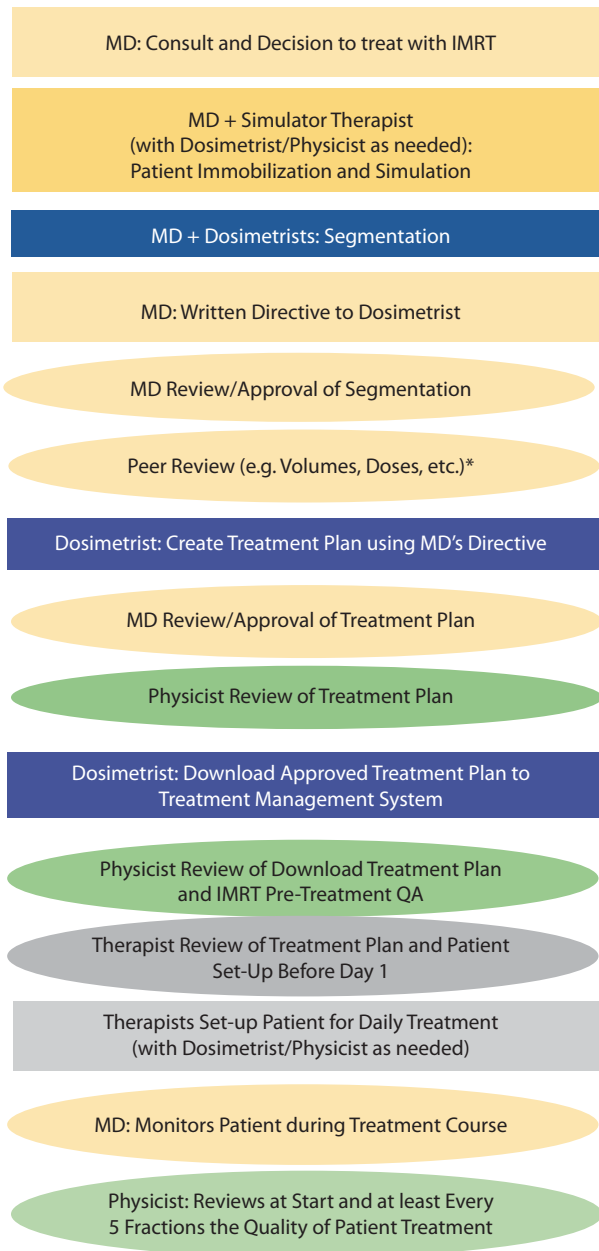 MD: Consult and Decision to treat with IMRT
MD + Simulator Therapist
(with Dosimetrist/Physicist as needed):
Patient Immobilization and Simulation
MD + Dosimetrists: Segmentation
MD: Written Directive to Dosimetrist
MD Review/Approval of Segmentation
Peer Review (e.g. Volumes, Doses, etc.)*
Dosimetrist: Create Treatment Plan using MD's Directive
MD Review/Approval of Treatment Plan
Physicist Review of Treatment Plan
Dosimetrist: Download Approved Treatment Plan to
Treatment Management System
Physicist Review of Download Treatment Plan
and IMRT Pre-Treatment QA
Therapist Review of Treatment Plan and Patient
Set-Up Before Day 1
Therapists Set-up Patient for Daily Treatment
(with Dosimetrist/Physicist as needed)
MD: Monitors Patient during Treatment Course
Physicist: Reviews at Start and at least Every
5 Fractions the Quality of Patient Treatment